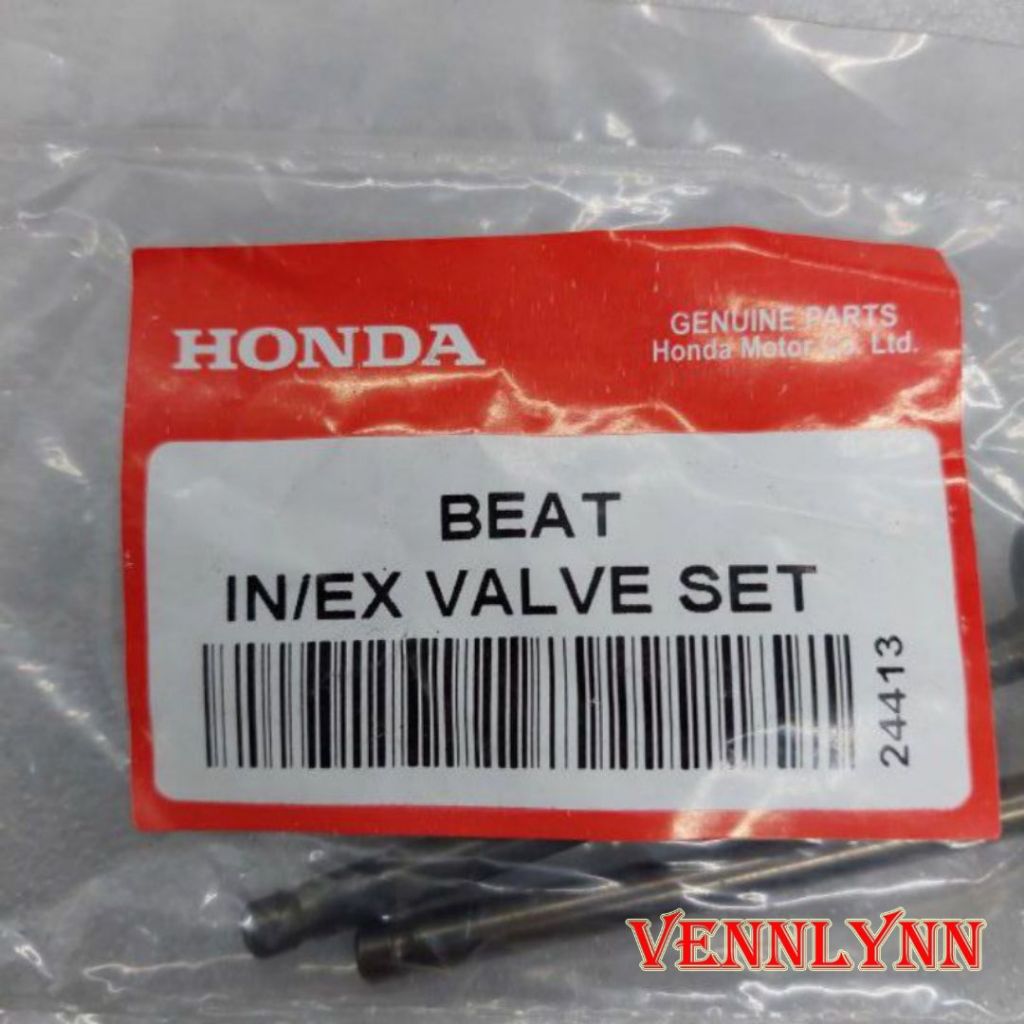 HONDA
GENUINE PARTS
Honda Motor Co. Ltd.
BEAT
IN/EX VALVE SET
24413
VENNLYNN